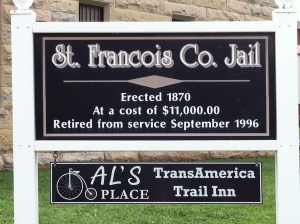 St. Francois Co. Jail
Erected 1870
At a cost of $11,000.00
Retired from service September 1996
AL'S PLACE
TransAmerica
Trail Inn